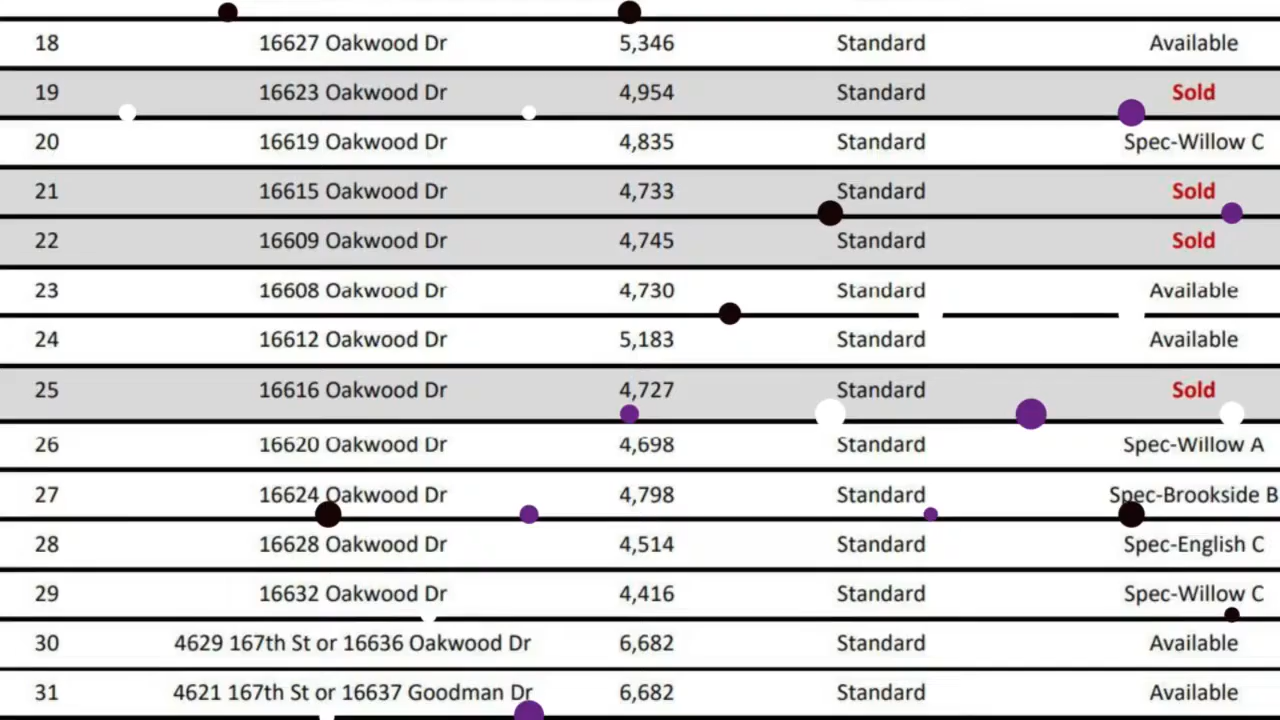 18 16627 Oakwood Dr 5,346 Standard Available
19 16623 Oakwood Dr 4,954 Standard Sold
20 16619 Oakwood Dr 4,835 Standard Spec-Willow C
21 16615 Oakwood Dr 4,733 Standard Sold
22 16609 Oakwood Dr 4,745 Standard Sold
23 16608 Oakwood Dr 4,730 Standard Available
24 16612 Oakwood Dr 5,183 Standard Available
25 16616 Oakwood Dr 4,727 Standard Sold
26 16620 Oakwood Dr 4,698 Standard Spec-Willow A
27 16624 Oakwood Dr 4,798 Standard Spec-Brookside B
28 16628 Oakwood Dr 4,514 Standard Spec-English C
29 16632 Oakwood Dr 4,416 Standard Spec-Willow C
30 4629 167th St or 16636 Oakwood Dr 6,682 Standard Available
31 4621 167th St or 16637 Goodman Dr 6,682 Standard Available